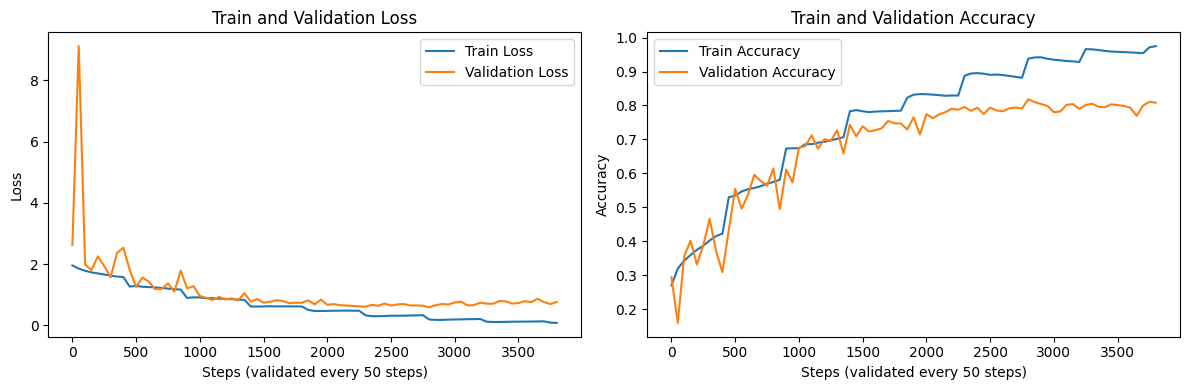 Train and Validation Loss
Train Loss
Validation Loss
Loss
8
6
4
2
0
0 500 1000 1500 2000 2500 3000 3500
Steps (validated every 50 steps)
Train and Validation Accuracy
Train Accuracy
Validation Accuracy
Accuracy
1.0
0.9
0.8
0.7
0.6
0.5
0.4
0.3
0.2
0 500 1000 1500 2000 2500 3000 3500
Steps (validated every 50 steps)